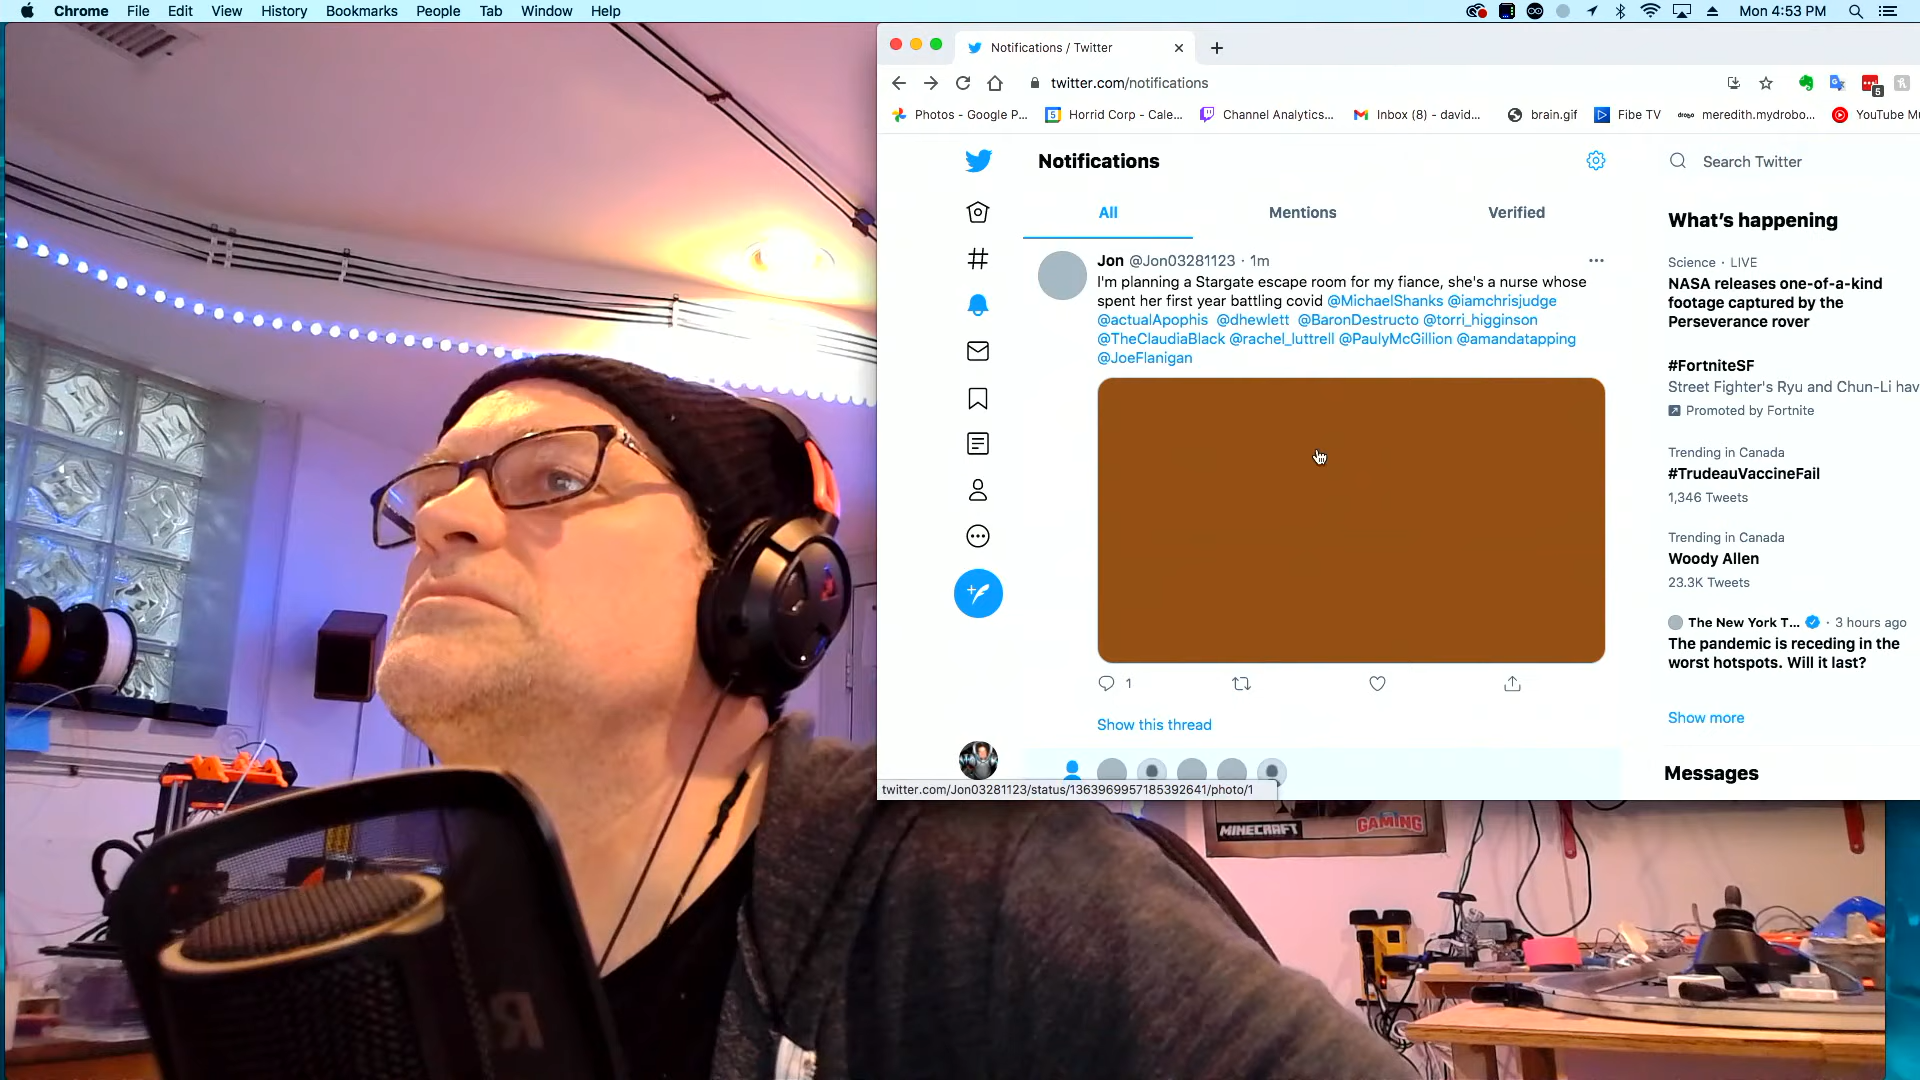 Chrome File Edit View History Bookmarks People Tab Window Help
Mon 4:53 PM
Notifications / Twitter
twitter.com/notifications
5
Photos - Google P...
5 Horrid Corp - Cale...
Channel Analytics...
Inbox (8) - david...
brain.gif
Fibe TV
drobo meredith.mydrobo...
YouTube Mu
Notifications
Search Twitter
All Mentions Verified
Jon @Jon03281123 · 1m
I'm planning a Stargate escape room for my fiance, she's a nurse whose
spent her first year battling covid @MichaelShanks @iamchrisjudge
@actualApophis @dhewlett @BaronDestructo @torri_higginson
@TheClaudiaBlack @rachel_luttrell @PaulyMcGillion @amandatapping
@JoeFlanigan
1
Show this thread
twitter.com/Jon03281123/status/1363969957185392641/photo/1
What's happening
Science · LIVE
NASA releases one-of-a-kind
footage captured by the
Perseverance rover
#FortniteSF
Street Fighter's Ryu and Chun-Li hav
Promoted by Fortnite
Trending in Canada
#TrudeauVaccineFail
1,346 Tweets
Trending in Canada
Woody Allen
23.3K Tweets
The New York T... · 3 hours ago
The pandemic is receding in the
worst hotspots. Will it last?
Show more
Messages
MINECRAFT
GAMING
R